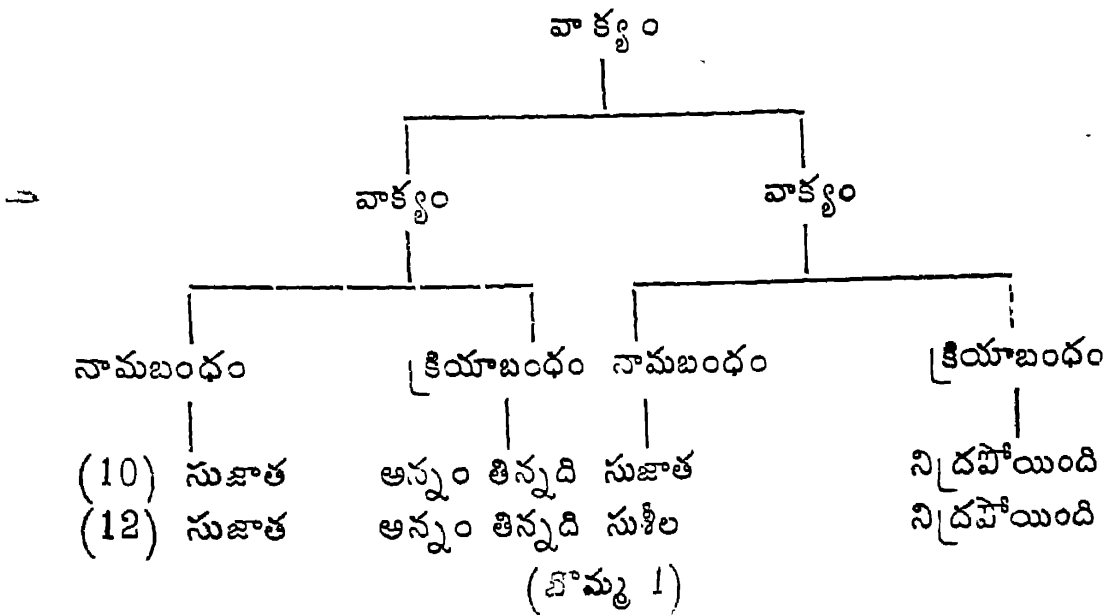 వాక్యం
వాక్యం వాక్యం
నామబంధం క్రియాబంధం నామబంధం క్రియాబంధం
(10) సుజాత అన్నం తిన్నది సుజాత నిద్రపోయింది
(12) సుజాత అన్నం తిన్నది సుశీల నిద్రపోయింది
(బొమ్మ 1)